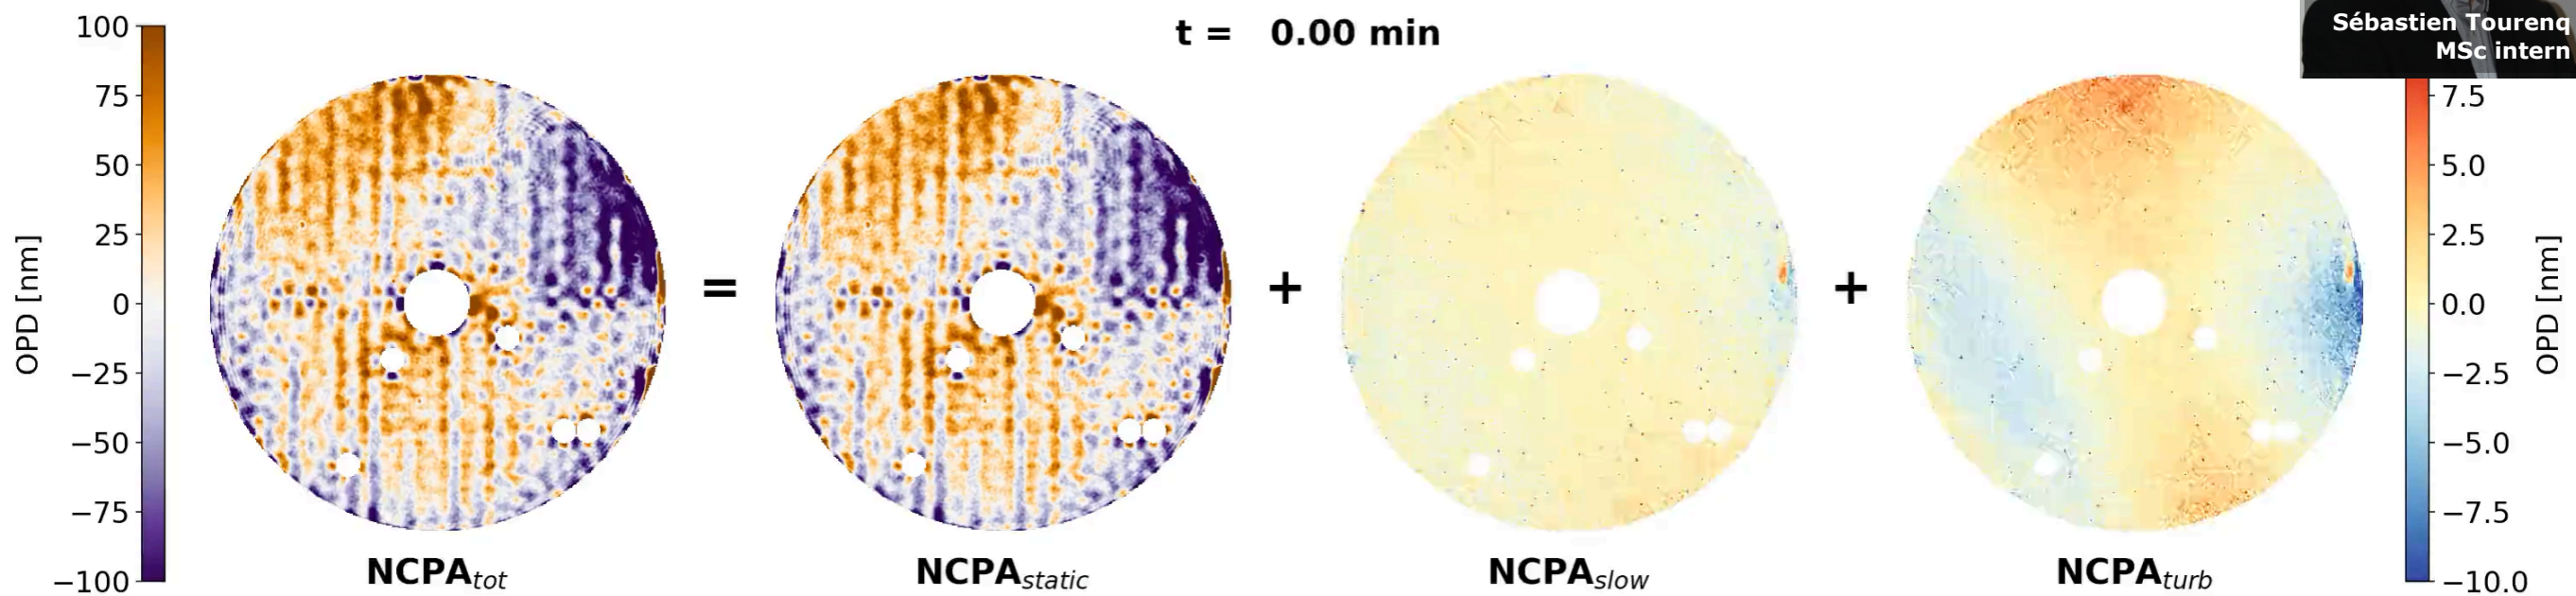 t = 0.00 min
Sébastien Tourenq
MSc intern
100
75
50
25
0
−25
−50
−75
−100
OPD [nm]
=
+
+
7.5
5.0
2.5
0.0
−2.5
−5.0
−7.5
−10.0
OPD [nm]
NCPAtot
NCPAstatic
NCPAslow
NCPAturb